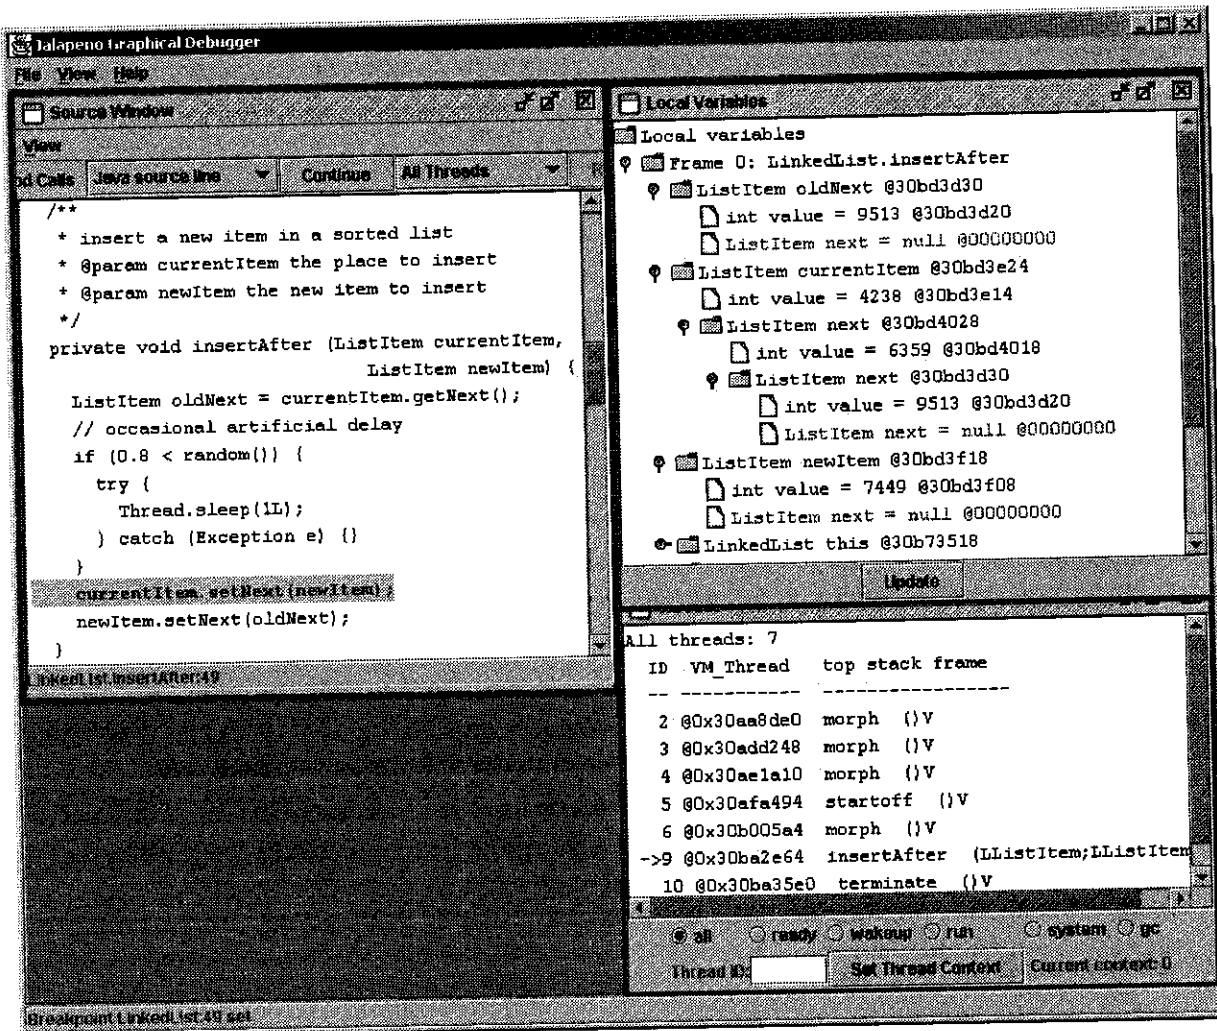 Jalapeno Graphical Debugger
File View Help
Source Window
View
od Calls Java source line Continue All Threads
/**
* insert a new item in a sorted list
* @param currentItem the place to insert
* @param newItem the new item to insert
*/
private void insertAfter (ListItem currentItem,
ListItem newItem) {
ListItem oldNext = currentItem.getNext();
// occasional artificial delay
if (0.8 < random()) {
try {
Thread.sleep(1L);
} catch (Exception e) {}
}
currentItem.setNext(newItem);
newItem.setNext(oldNext);
}
LinkedList.insertAfter:49
Local Variables
Local variables
Frame 0: LinkedList.insertAfter
ListItem oldNext @30bd3d30
int value = 9513 @30bd3d20
ListItem next = null @00000000
ListItem currentItem @30bd3e24
int value = 4238 @30bd3e14
ListItem next @30bd4028
int value = 6359 @30bd4018
ListItem next @30bd3d30
int value = 9513 @30bd3d20
ListItem next = null @00000000
ListItem newItem @30bd3f18
int value = 7449 @30bd3f08
ListItem next = null @00000000
LinkedList this @30b73518
Update
All threads: 7
ID VM_Thread top stack frame
-- ----------- -----------------
2 @0x30aa8de0 morph ()V
3 @0x30add248 morph ()V
4 @0x30ae1a10 morph ()V
5 @0x30afa494 startoff ()V
6 @0x30b005a4 morph ()V
->9 @0x30ba2e64 insertAfter (LListItem;LListItem
10 @0x30ba35e0 terminate ()V
all ready wakeup run system gc
Thread ID: Set Thread Context Current context: 0
Breakpoint LinkedList:49 set